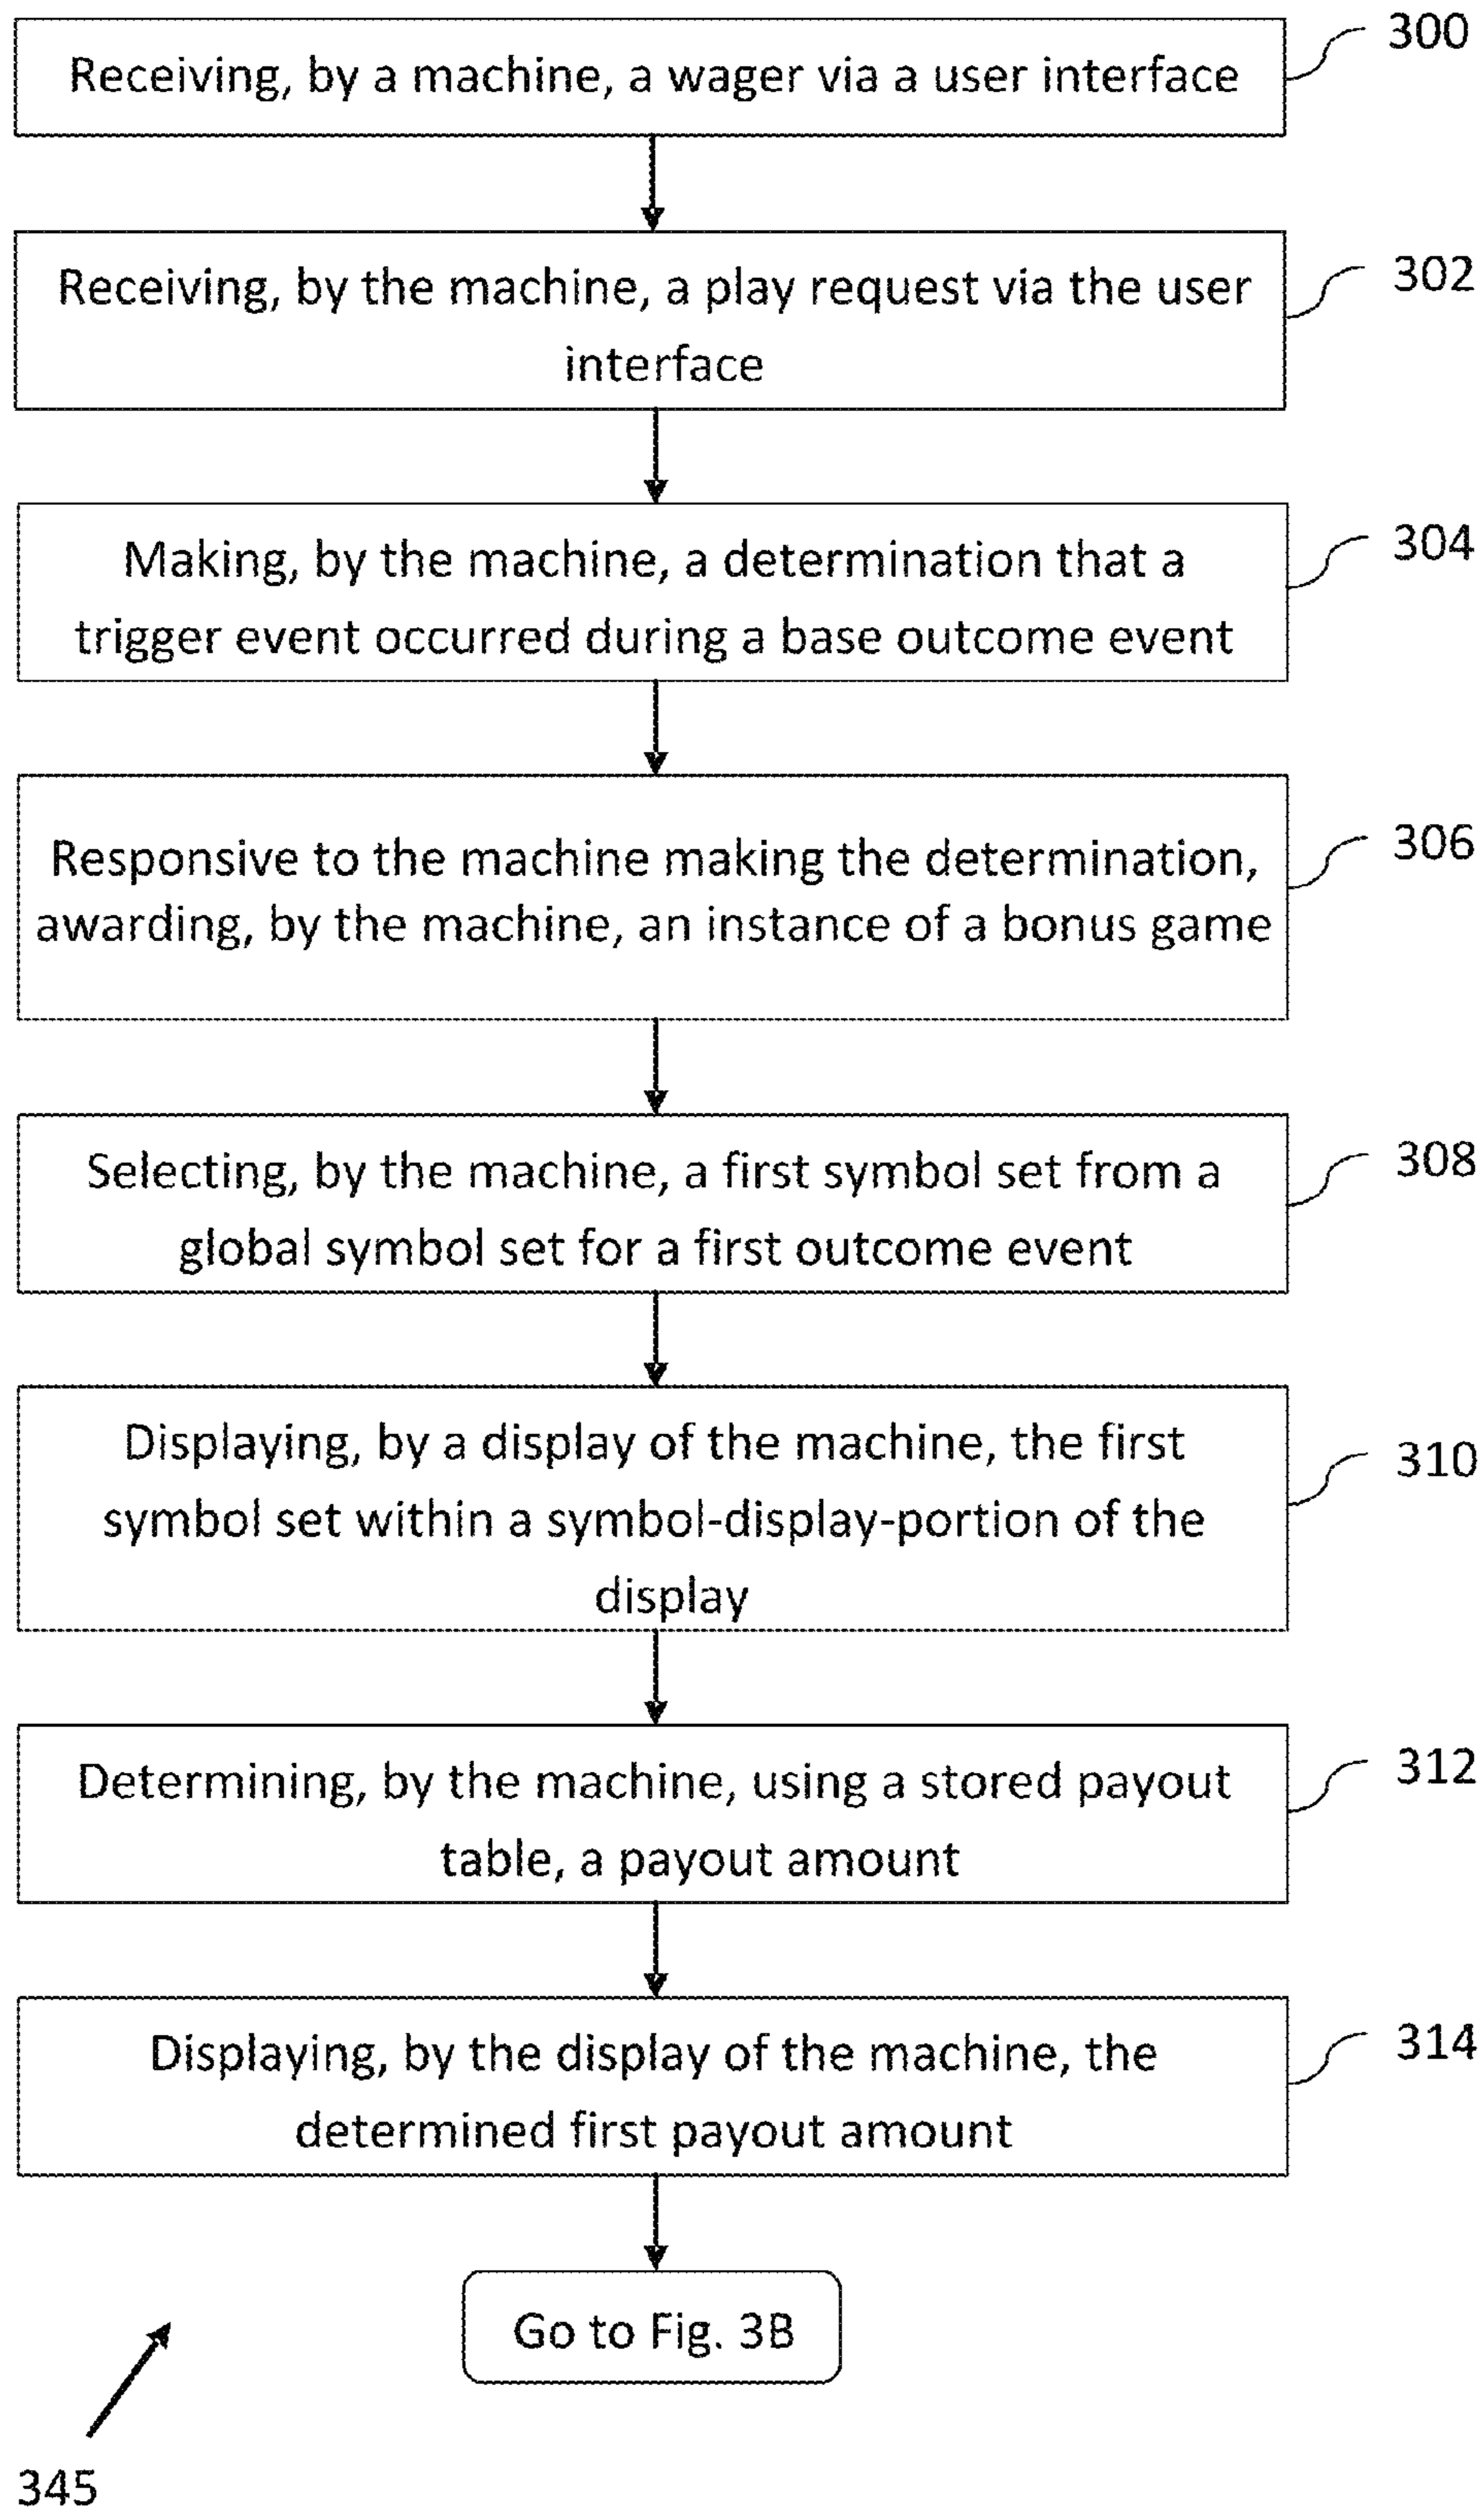 300
Receiving, by a machine, a wager via a user interface
302
Receiving, by the machine, a play request via the user
interface
304
Making, by the machine, a determination that a
trigger event occurred during a base outcome event
306
Responsive to the machine making the determination,
awarding, by the machine, an instance of a bonus game
308
Selecting, by the machine, a first symbol set from a
global symbol set for a first outcome event
310
Displaying, by a display of the machine, the first
symbol set within a symbol-display-portion of the
display
312
Determining, by the machine, using a stored payout
table, a payout amount
314
Displaying, by the display of the machine, the
determined first payout amount
Go to Fig. 3B
345